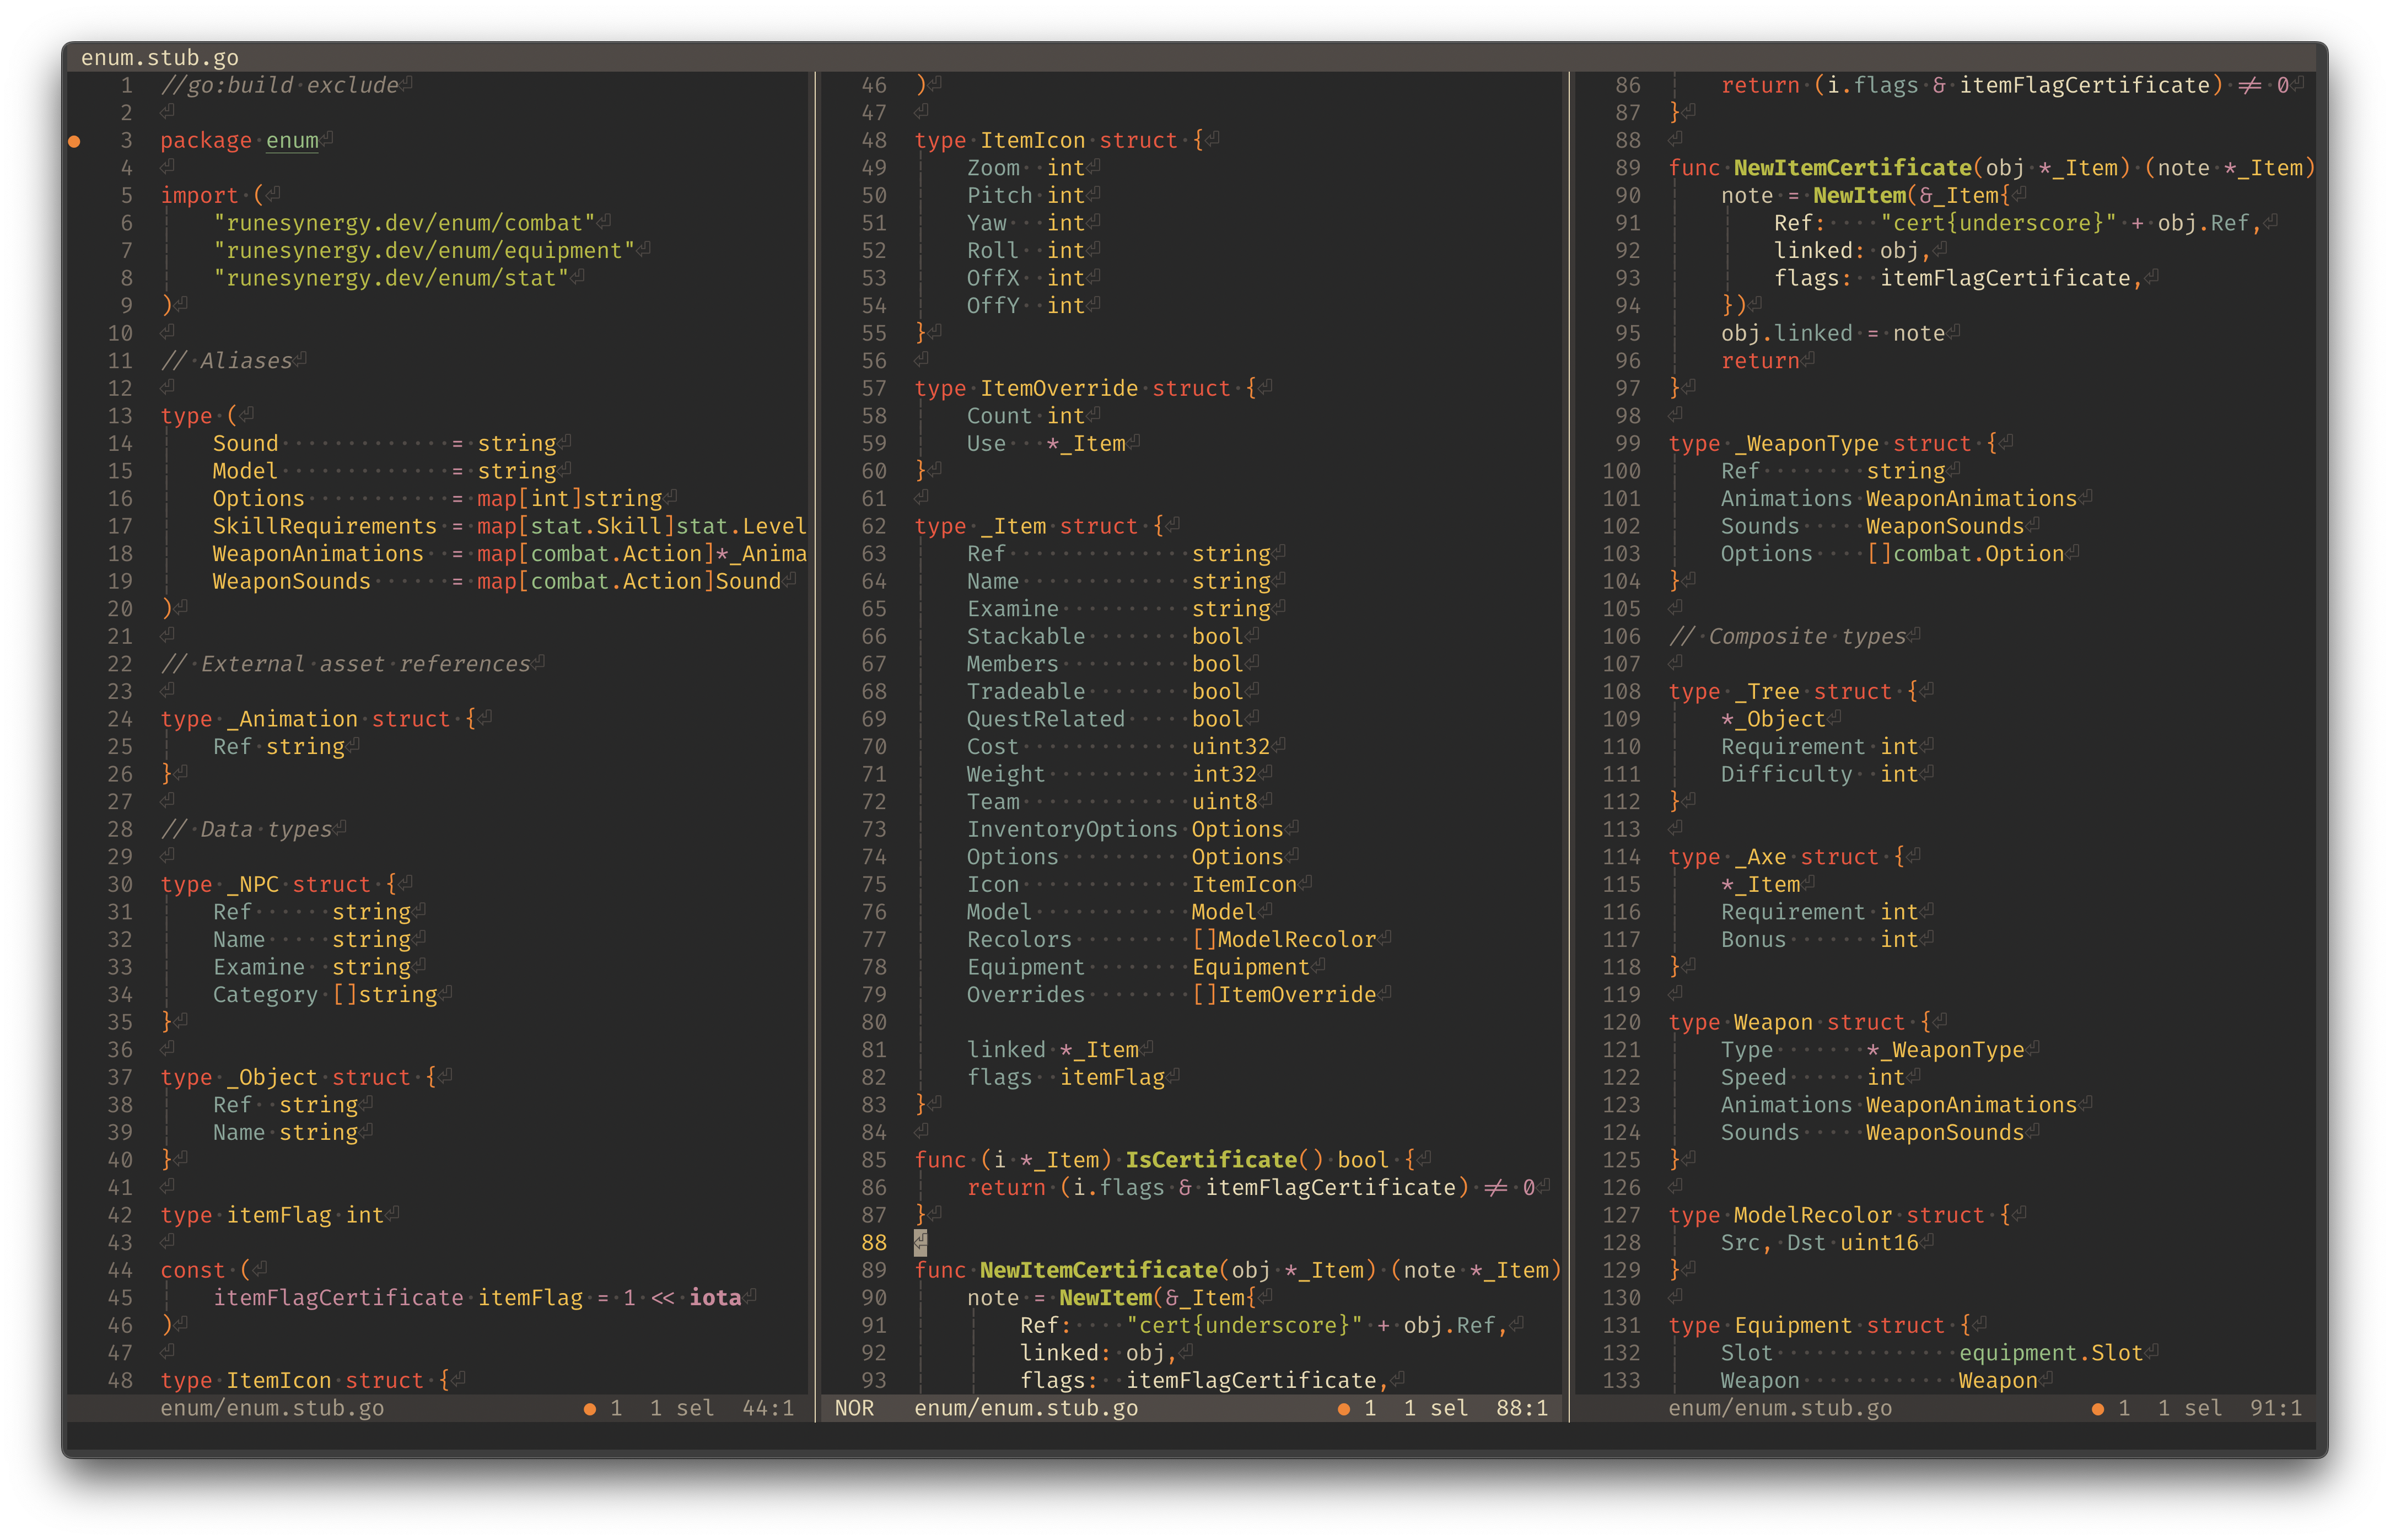 enum.stub.go
1 //go:build exclude
2
3 package enum
4
5 import (
6     "runesynergy.dev/enum/combat"
7     "runesynergy.dev/enum/equipment"
8     "runesynergy.dev/enum/stat"
9 )
10
11 // Aliases
12
13 type (
14     Sound             = string
15     Model             = string
16     Options           = map[int]string
17     SkillRequirements = map[stat.Skill]stat.Level
18     WeaponAnimations  = map[combat.Action]*_Anima
19     WeaponSounds      = map[combat.Action]Sound
20 )
21
22 // External asset references
23
24 type _Animation struct {
25     Ref string
26 }
27
28 // Data types
29
30 type _NPC struct {
31     Ref      string
32     Name     string
33     Examine  string
34     Category []string
35 }
36
37 type _Object struct {
38     Ref  string
39     Name string
40 }
41
42 type itemFlag int
43
44 const (
45     itemFlagCertificate itemFlag = 1 << iota
46 )
47
48 type ItemIcon struct {
enum/enum.stub.go ● 1 1 sel 44:1
46 )
47
48 type ItemIcon struct {
49     Zoom  int
50     Pitch int
51     Yaw   int
52     Roll  int
53     OffX  int
54     OffY  int
55 }
56
57 type ItemOverride struct {
58     Count int
59     Use   *_Item
60 }
61
62 type _Item struct {
63     Ref              string
64     Name             string
65     Examine          string
66     Stackable        bool
67     Members          bool
68     Tradeable        bool
69     QuestRelated     bool
70     Cost             uint32
71     Weight           int32
72     Team             uint8
73     InventoryOptions Options
74     Options          Options
75     Icon             ItemIcon
76     Model            Model
77     Recolors         []ModelRecolor
78     Equipment        Equipment
79     Overrides        []ItemOverride
80
81     linked *_Item
82     flags  itemFlag
83 }
84
85 func (i *_Item) IsCertificate() bool {
86     return (i.flags & itemFlagCertificate) != 0
87 }
88
89 func NewItemCertificate(obj *_Item) (note *_Item)
90     note = NewItem(&_Item{
91         Ref:    "cert{underscore}" + obj.Ref,
92         linked: obj,
93         flags:  itemFlagCertificate,
NOR enum/enum.stub.go ● 1 1 sel 88:1
86     return (i.flags & itemFlagCertificate) != 0
87 }
88
89 func NewItemCertificate(obj *_Item) (note *_Item)
90     note = NewItem(&_Item{
91         Ref:    "cert{underscore}" + obj.Ref,
92         linked: obj,
93         flags:  itemFlagCertificate,
94     })
95     obj.linked = note
96     return
97 }
98
99 type _WeaponType struct {
100     Ref        string
101     Animations WeaponAnimations
102     Sounds     WeaponSounds
103     Options    []combat.Option
104 }
105
106 // Composite types
107
108 type _Tree struct {
109     *_Object
110     Requirement int
111     Difficulty  int
112 }
113
114 type _Axe struct {
115     *_Item
116     Requirement int
117     Bonus       int
118 }
119
120 type Weapon struct {
121     Type       *_WeaponType
122     Speed      int
123     Animations WeaponAnimations
124     Sounds     WeaponSounds
125 }
126
127 type ModelRecolor struct {
128     Src, Dst uint16
129 }
130
131 type Equipment struct {
132     Slot              equipment.Slot
133     Weapon            Weapon
enum/enum.stub.go ● 1 1 sel 91:1